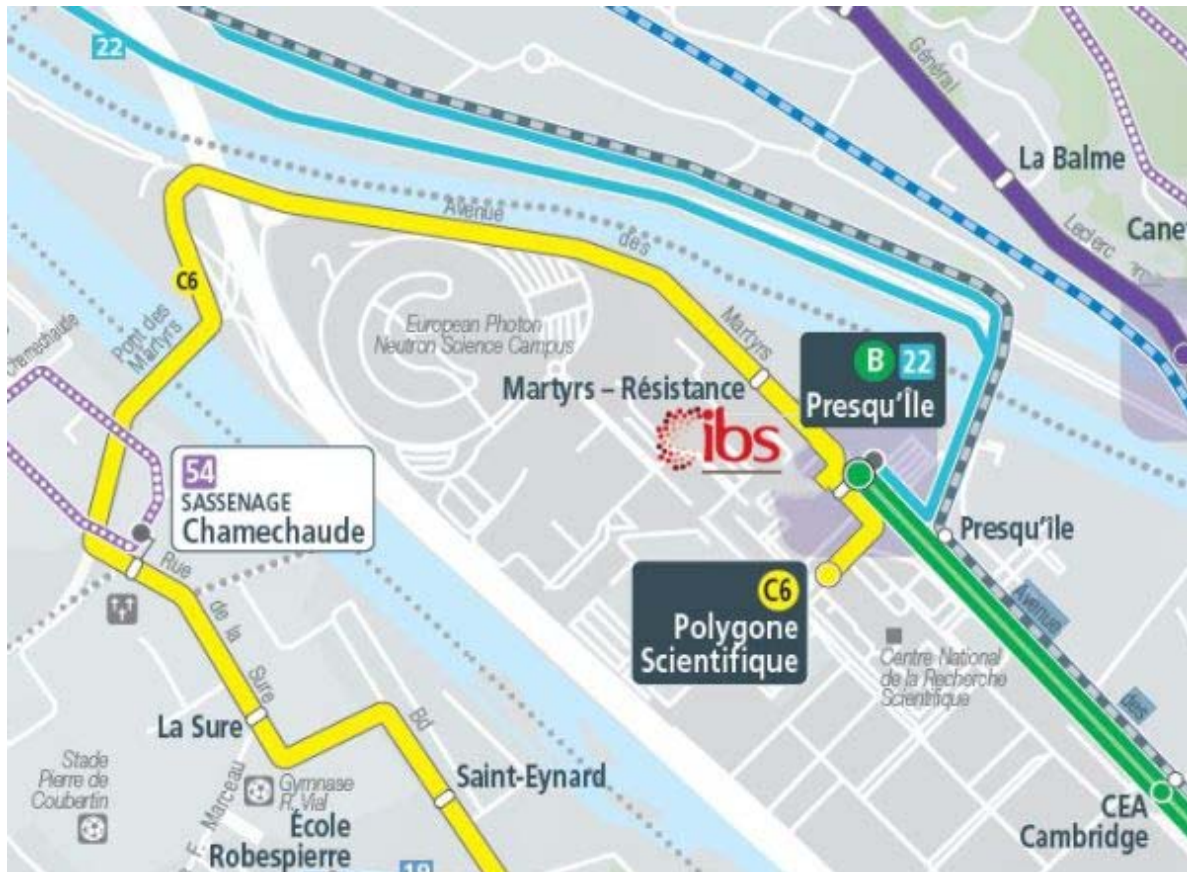 22
Général
La Balme
Leclerc
Avenue
des
Martyrs
C6
Pont des
Martyrs
Chamechaude
European Photon
Neutron Science Campus
B 22
Presqu'Île
Martyrs – Résistance
ibs
54
SASSENAGE
Chamechaude
Presqu'île
C6
Polygone
Scientifique
Rue
de la
Sure
Avenue
des
Centre National
de la Recherche
Scientifique
La Sure
Bd
Stade
Pierre de
Coubertin
Gymnase
R. Vial
Saint-Eynard
F. Marceau
École
Robespierre
CEA
Cambridge